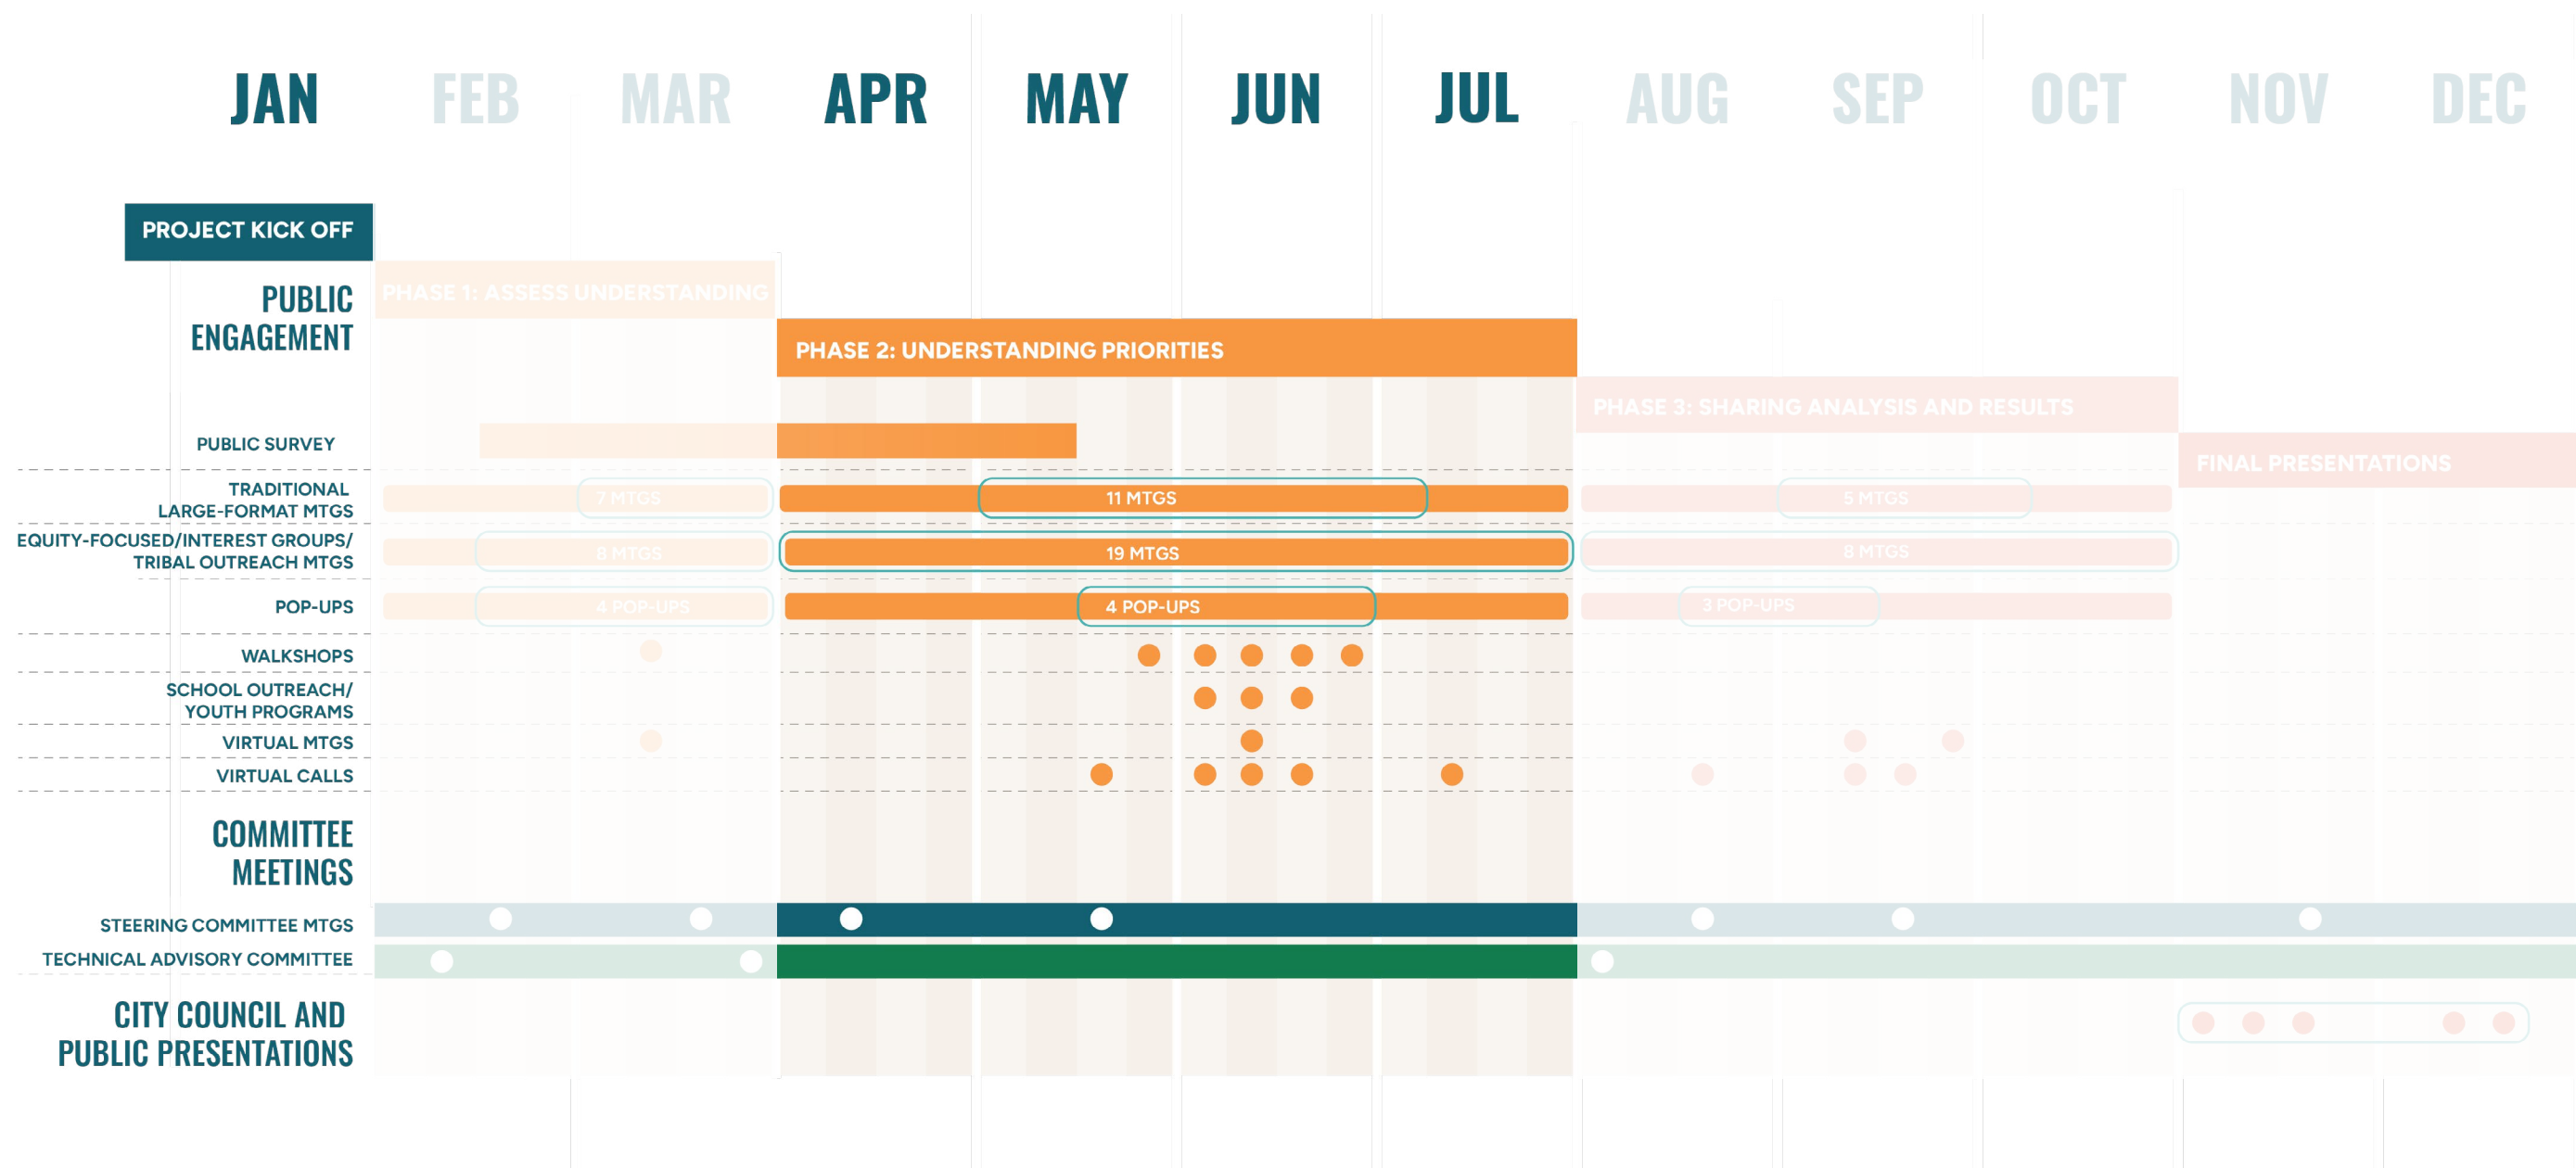 JAN FEB MAR APR MAY JUN JUL AUG SEP OCT NOV DEC
PROJECT KICK OFF
PUBLIC
ENGAGEMENT
PHASE 1: ASSESS UNDERSTANDING
PHASE 2: UNDERSTANDING PRIORITIES
PHASE 3: SHARING ANALYSIS AND RESULTS
FINAL PRESENTATIONS
PUBLIC SURVEY
TRADITIONAL
LARGE-FORMAT MTGS
7 MTGS 11 MTGS 5 MTGS
EQUITY-FOCUSED/INTEREST GROUPS/
TRIBAL OUTREACH MTGS
8 MTGS 19 MTGS 8 MTGS
POP-UPS 4 POP-UPS 4 POP-UPS 3 POP-UPS
WALKSHOPS
SCHOOL OUTREACH/
YOUTH PROGRAMS
VIRTUAL MTGS
VIRTUAL CALLS
COMMITTEE
MEETINGS
STEERING COMMITTEE MTGS
TECHNICAL ADVISORY COMMITTEE
CITY COUNCIL AND
PUBLIC PRESENTATIONS